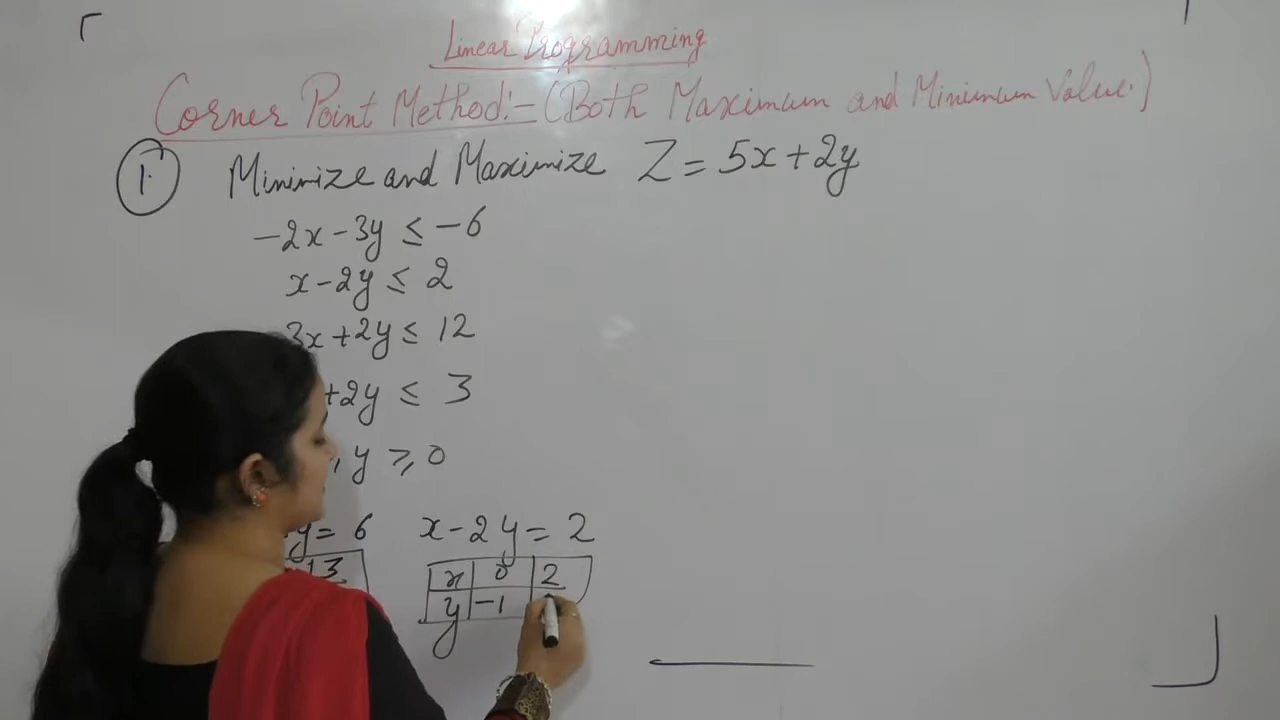 Linear Programming
Corner Point Method:- (Both Maximum and Minimum Value.)
1. Minimize and Maximize Z = 5x + 2y
-2x - 3y ≤ -6
x - 2y ≤ 2
3x + 2y ≤ 12
+2y ≤ 3
, y ≥, 0
y = 6 x - 2y = 2
13 x 0 2
y -1